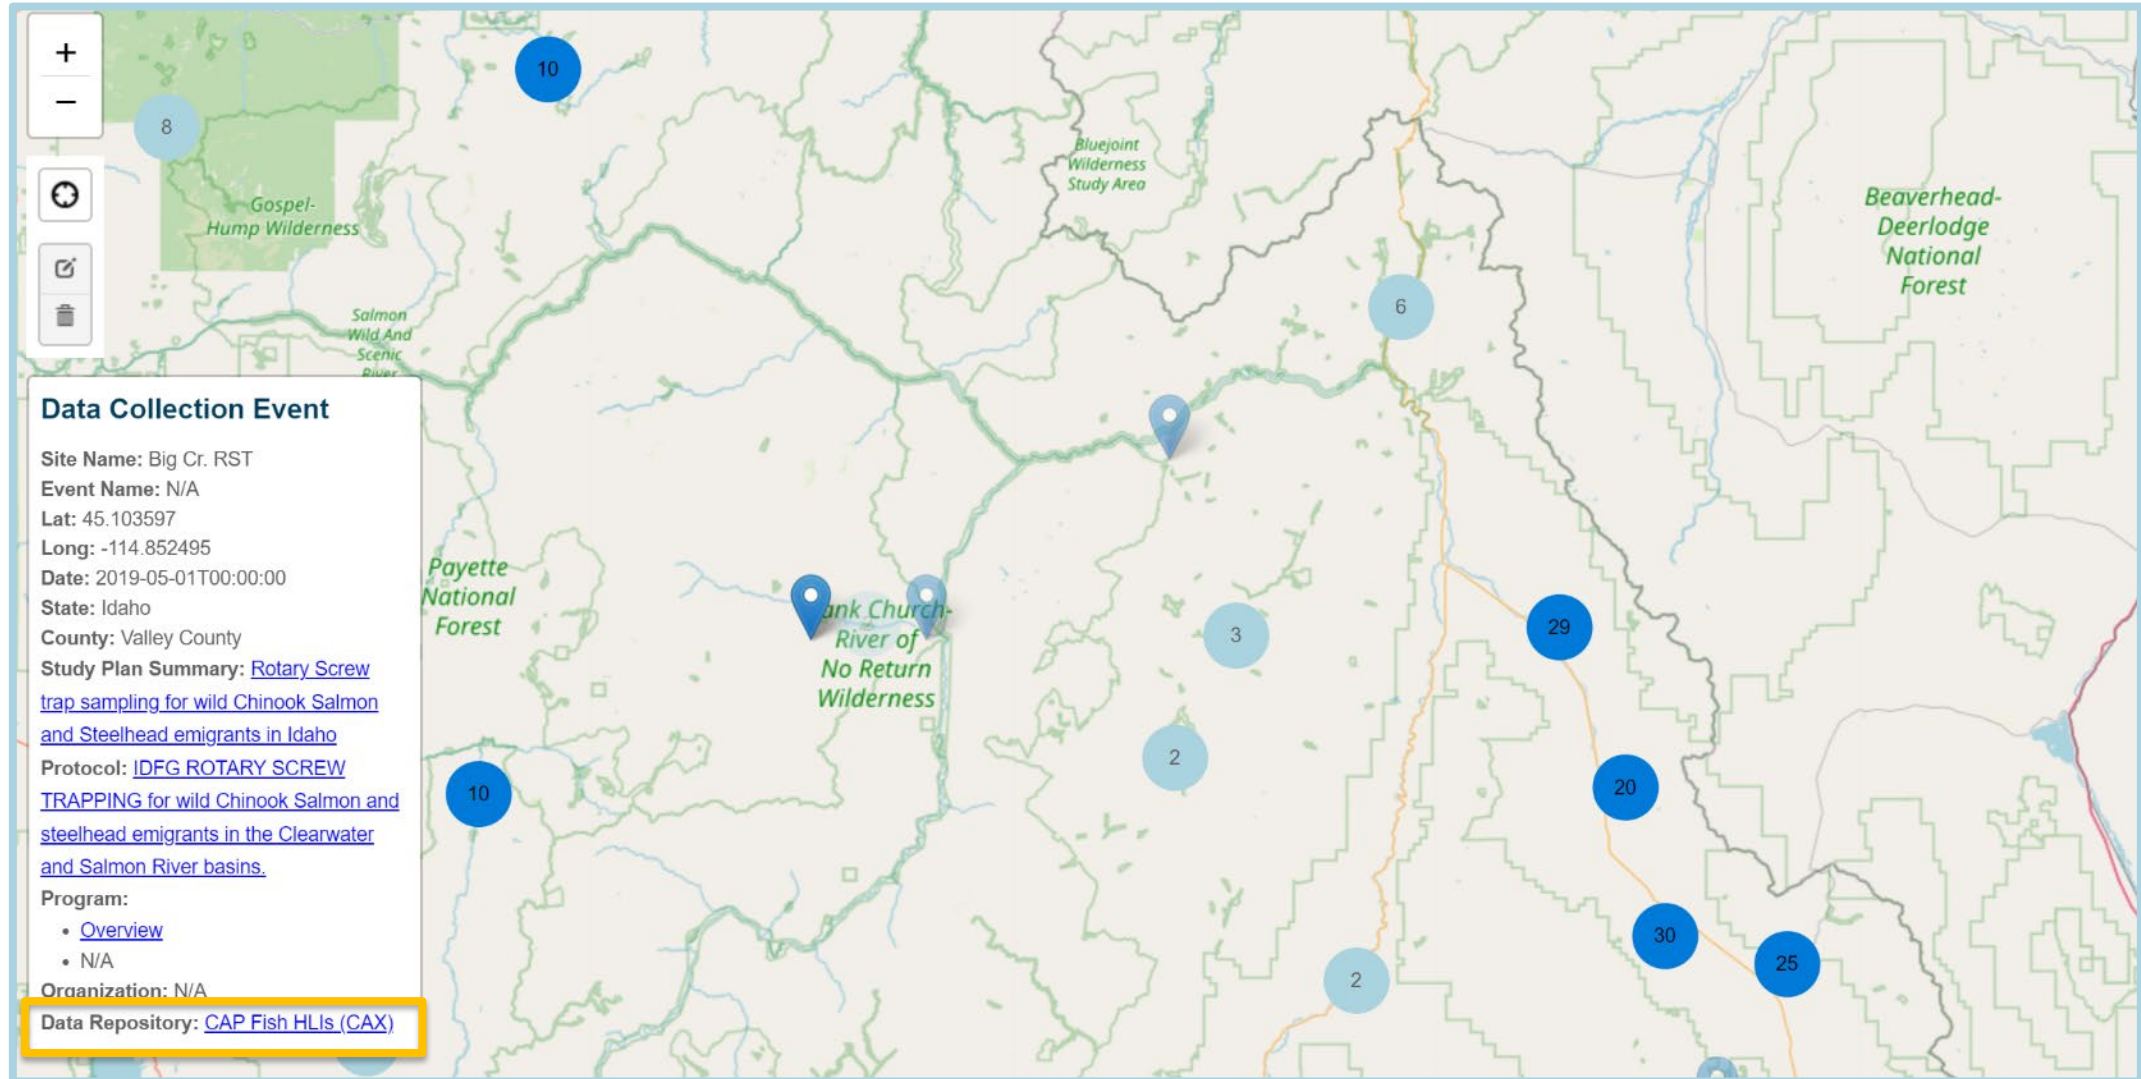 +
−
10
8
Gospel-
Hump Wilderness
Bluejoint
Wilderness
Study Area
Beaverhead-
Deerlodge
National
Forest
Salmon
Wild And
Scenic
River
6
Data Collection Event
Site Name: Big Cr. RST
Event Name: N/A
Lat: 45.103597
Long: -114.852495
Date: 2019-05-01T00:00:00
State: Idaho
County: Valley County
Study Plan Summary: Rotary Screw
trap sampling for wild Chinook Salmon
and Steelhead emigrants in Idaho
Protocol: IDFG ROTARY SCREW
TRAPPING for wild Chinook Salmon and
steelhead emigrants in the Clearwater
and Salmon River basins.
Program:
• Overview
• N/A
Organization: N/A
Data Repository: CAP Fish HLIs (CAX)
Payette
National
Forest
ank Church-
River of
No Return
Wilderness
3
29
2
20
10
30
25
2